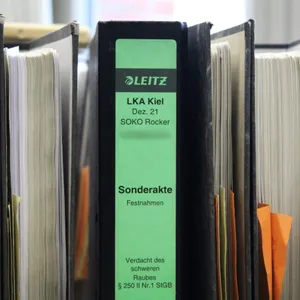 LEITZ
LKA Kiel
Dez. 21
SOKO Rocker
Sonderakte
Festnahmen
Verdacht des
schweren
Raubes
§ 250 II Nr.1 StGB